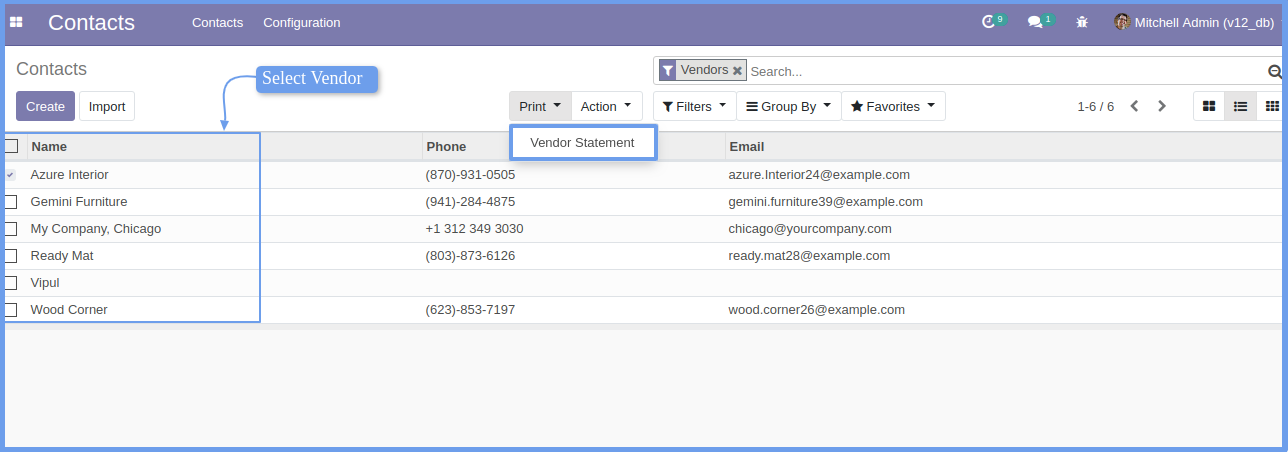 Contacts Contacts Configuration 9 1 Mitchell Admin (v12_db)
Contacts Vendors Search...
Select Vendor
Create Import Print Action Filters Group By Favorites 1-6 / 6
Vendor Statement
Name Phone Email
Azure Interior (870)-931-0505 azure.Interior24@example.com
Gemini Furniture (941)-284-4875 gemini.furniture39@example.com
My Company, Chicago +1 312 349 3030 chicago@yourcompany.com
Ready Mat (803)-873-6126 ready.mat28@example.com
Vipul
Wood Corner (623)-853-7197 wood.corner26@example.com